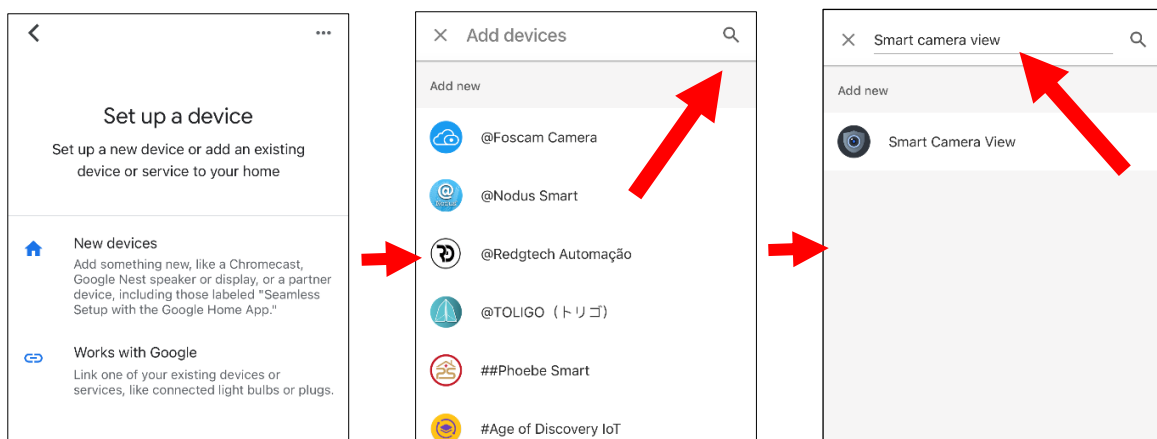 Set up a device
Set up a new device or add an existing
device or service to your home
New devices
Add something new, like a Chromecast,
Google Nest speaker or display, or a partner
device, including those labeled "Seamless
Setup with the Google Home App."
Works with Google
Link one of your existing devices or
services, like connected light bulbs or plugs.
Add devices
Add new
@Foscam Camera
@Nodus Smart
@Redgtech Automação
@TOLIGO（トリゴ）
##Phoebe Smart
#Age of Discovery IoT
Smart camera view
Add new
Smart Camera View